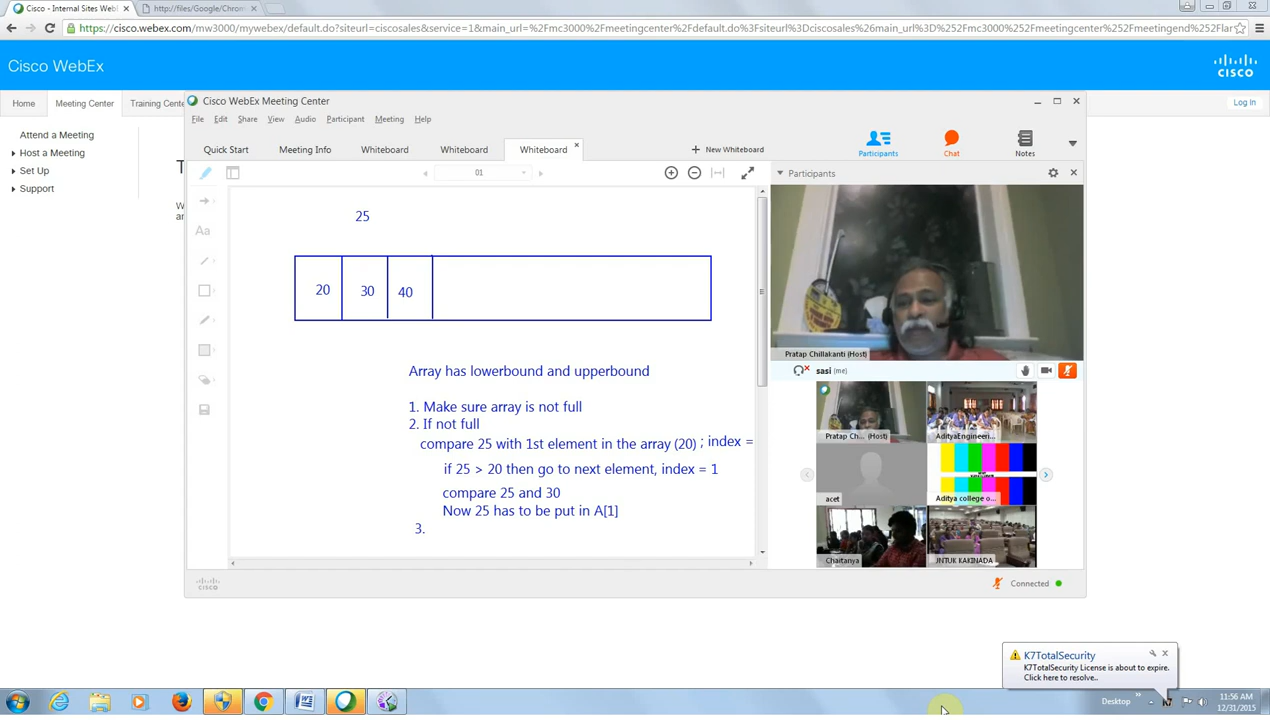 Cisco - Internal Sites Web
http://files/Google/Chrom
https://cisco.webex.com/mw3000/mywebex/default.do?siteurl=ciscosales&service=1&main_url=%2Fmc3000%2Fmeetingcenter%2Fdefault.do%3Fsiteurl%3Dciscosales%26main_url%3D%252Fmc3000%252Fmeetingcenter%252Fmeetingend%252Flar
Cisco WebEx
CISCO
Home
Meeting Center
Training Cente
Log In
Attend a Meeting
Host a Meeting
Set Up
Support
T
W
ar
Cisco WebEx Meeting Center
File Edit Share View Audio Participant Meeting Help
Participants
Chat
Notes
Quick Start
Meeting Info
Whiteboard
Whiteboard
Whiteboard
New Whiteboard
01
Aa
25
20 30 40
Array has lowerbound and upperbound
1. Make sure array is not full
2. If not full
compare 25 with 1st element in the array (20) ; index =
if 25 > 20 then go to next element, index = 1
compare 25 and 30
Now 25 has to be put in A[1]
3.
Participants
Pratap Chillakanti (Host)
sasi (me)
Pratap Ch... (Host)
AdityaEngineeri...
acet
Aditya college o...
Chaitanya
JNTUK KAKINADA
CISCO
Connected
K7TotalSecurity
K7TotalSecurity License is about to expire.
Click here to resolve..
Desktop
11:56 AM
12/31/2015